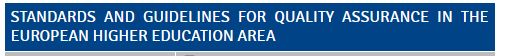 STANDARDS AND GUIDELINES FOR QUALITY ASSURANCE IN THE
EUROPEAN HIGHER EDUCATION AREA